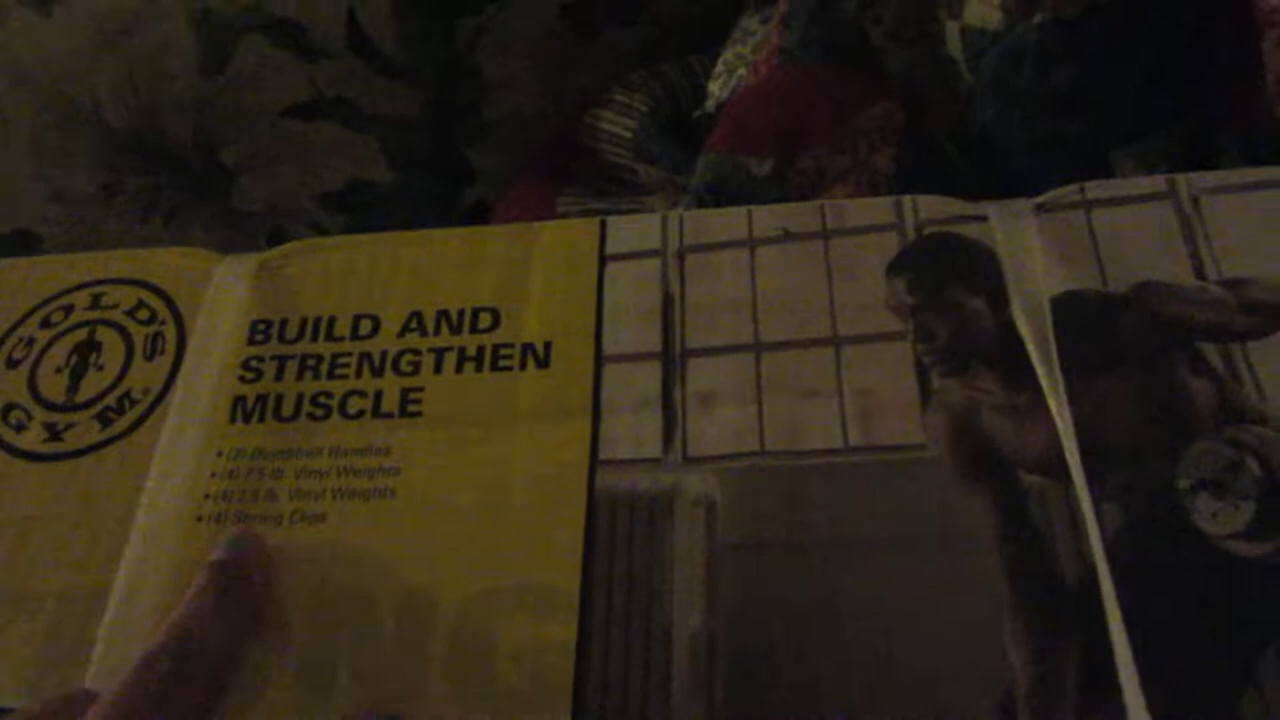 GOLD'S
GYM®
BUILD AND
STRENGTHEN
MUSCLE
• (2) Dumbbell Handles
• (4) 7.5 lb. Vinyl Weights
• (4) 2.5 lb. Vinyl Weights
• (4) Spring Clips